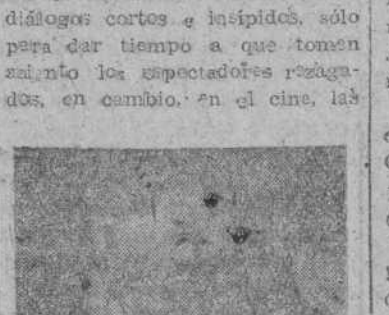 diálogos cortos e insípidos, sólo
para dar tiempo a que tomen
asiento los espectadores rezaga-
dos, en cambio, en el cine, las